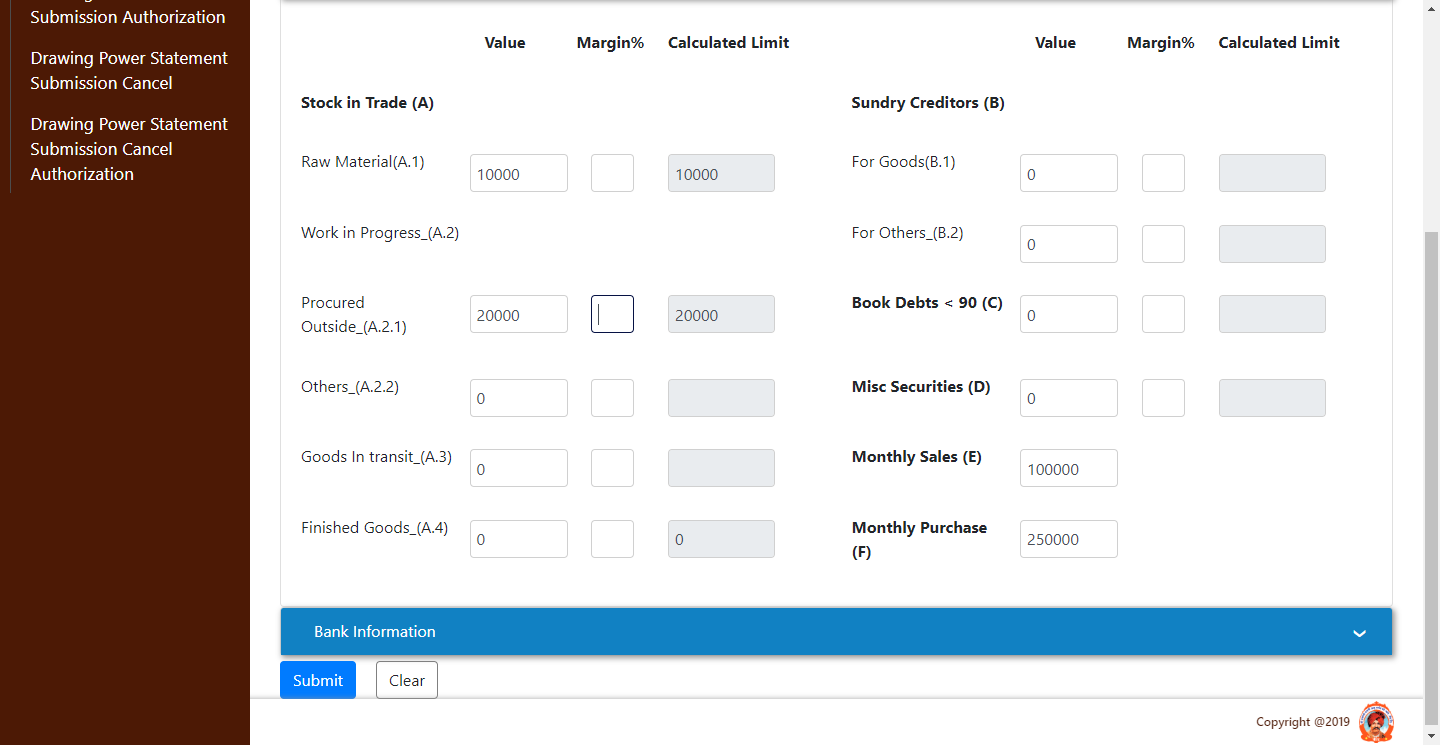 Submission Authorization
Drawing Power Statement
Submission Cancel
Drawing Power Statement
Submission Cancel
Authorization
Value Margin% Calculated Limit
Stock in Trade (A)
Raw Material(A.1) 10000 10000
Work in Progress_(A.2)
Procured
Outside_(A.2.1) 20000 20000
Others_(A.2.2) 0
Goods In transit_(A.3) 0
Finished Goods_(A.4) 0 0
Value Margin% Calculated Limit
Sundry Creditors (B)
For Goods(B.1) 0
For Others_(B.2) 0
Book Debts < 90 (C) 0
Misc Securities (D) 0
Monthly Sales (E) 100000
Monthly Purchase
(F) 250000
Bank Information
Submit Clear
Copyright @2019